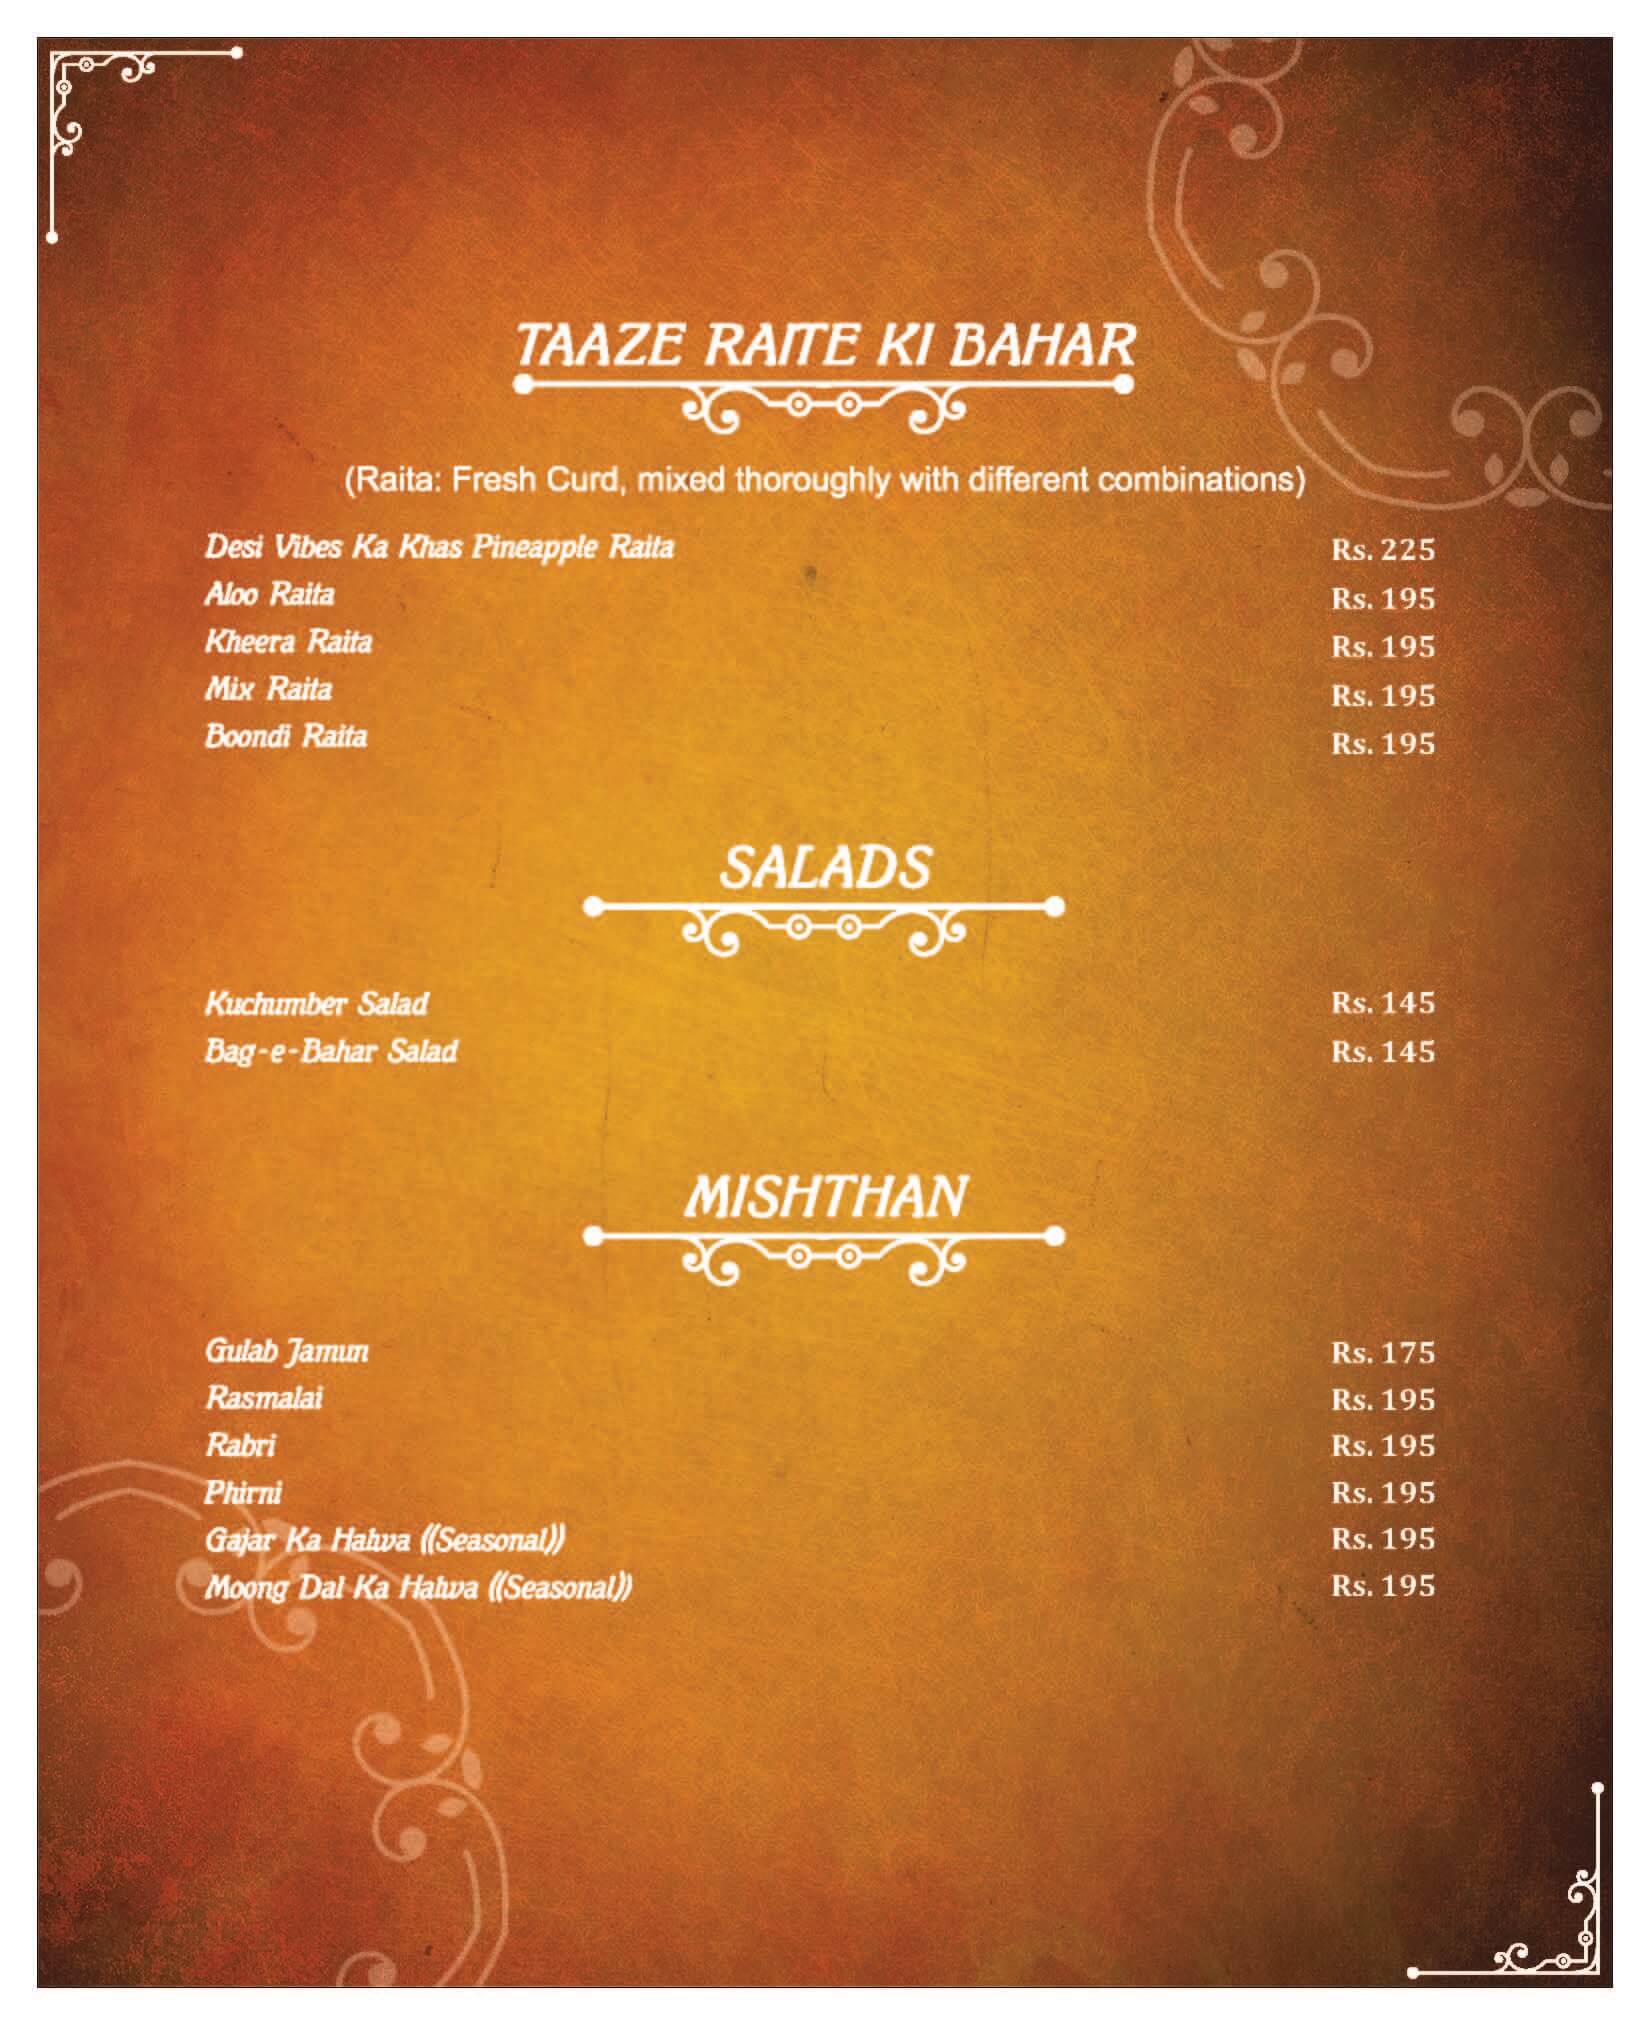 TAAZE RAITE KI BAHAR
(Raita: Fresh Curd, mixed thoroughly with different combinations)
Desi Vibes Ka Khas Pineapple Raita Rs. 225
Aloo Raita Rs. 195
Kheera Raita Rs. 195
Mix Raita Rs. 195
Boondi Raita Rs. 195
SALADS
Kuchumber Salad Rs. 145
Bag-e-Bahar Salad Rs. 145
MISHTHAN
Gulab Jamun Rs. 175
Rasmalai Rs. 195
Rabri Rs. 195
Phirni Rs. 195
Gajar Ka Halwa ((Seasonal)) Rs. 195
Moong Dal Ka Halwa ((Seasonal)) Rs. 195